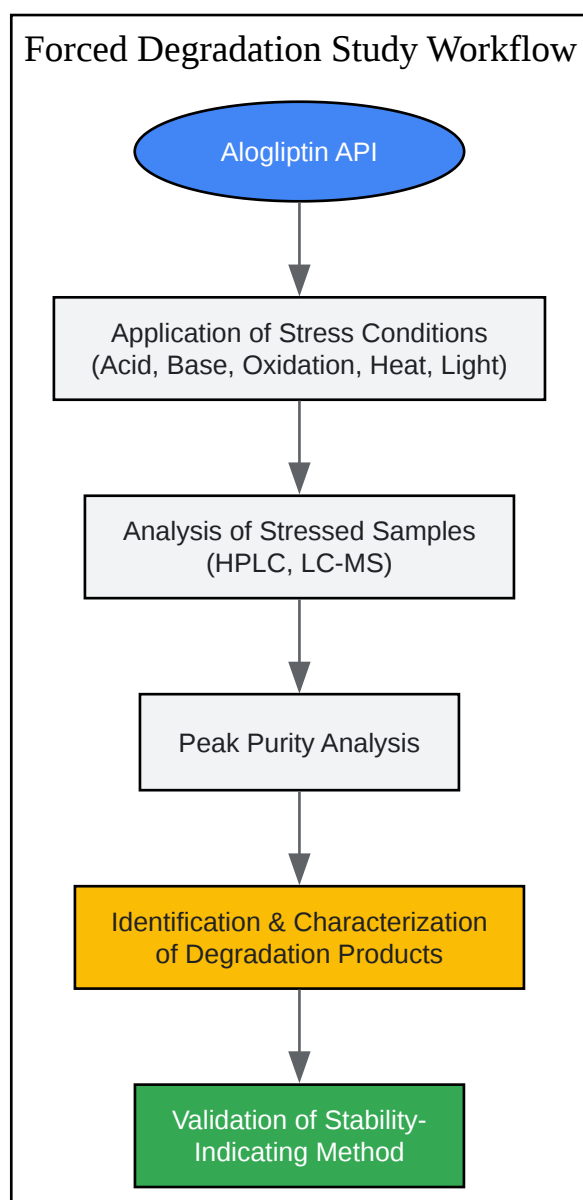 Forced Degradation Study Workflow
Alogliptin API
Application of Stress Conditions
(Acid, Base, Oxidation, Heat, Light)
Analysis of Stressed Samples
(HPLC, LC-MS)
Peak Purity Analysis
Identification & Characterization
of Degradation Products
Validation of Stability-
Indicating Method